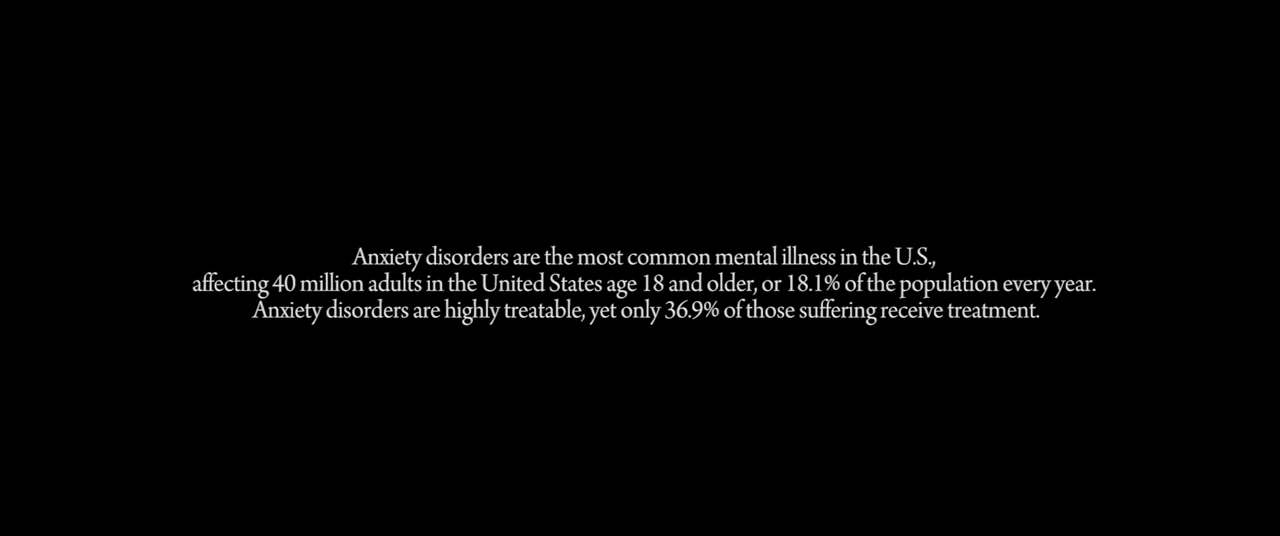 Anxiety disorders are the most common mental illness in the U.S.,
affecting 40 million adults in the United States age 18 and older, or 18.1% of the population every year.
Anxiety disorders are highly treatable, yet only 36.9% of those suffering receive treatment.